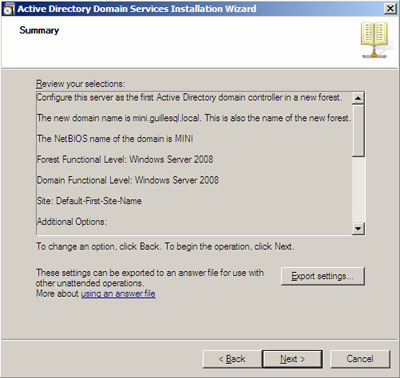 Active Directory Domain Services Installation Wizard
Summary
Review your selections:
Configure this server as the first Active Directory domain controller in a new forest.
The new domain name is mini.guillesql.local. This is also the name of the new forest.
The NetBIOS name of the domain is MINI
Forest Functional Level: Windows Server 2008
Domain Functional Level: Windows Server 2008
Site: Default-First-Site-Name
Additional Options:
To change an option, click Back. To begin the operation, click Next.
These settings can be exported to an answer file for use with
other unattended operations.
More about using an answer file
Export settings...
< Back
Next >
Cancel